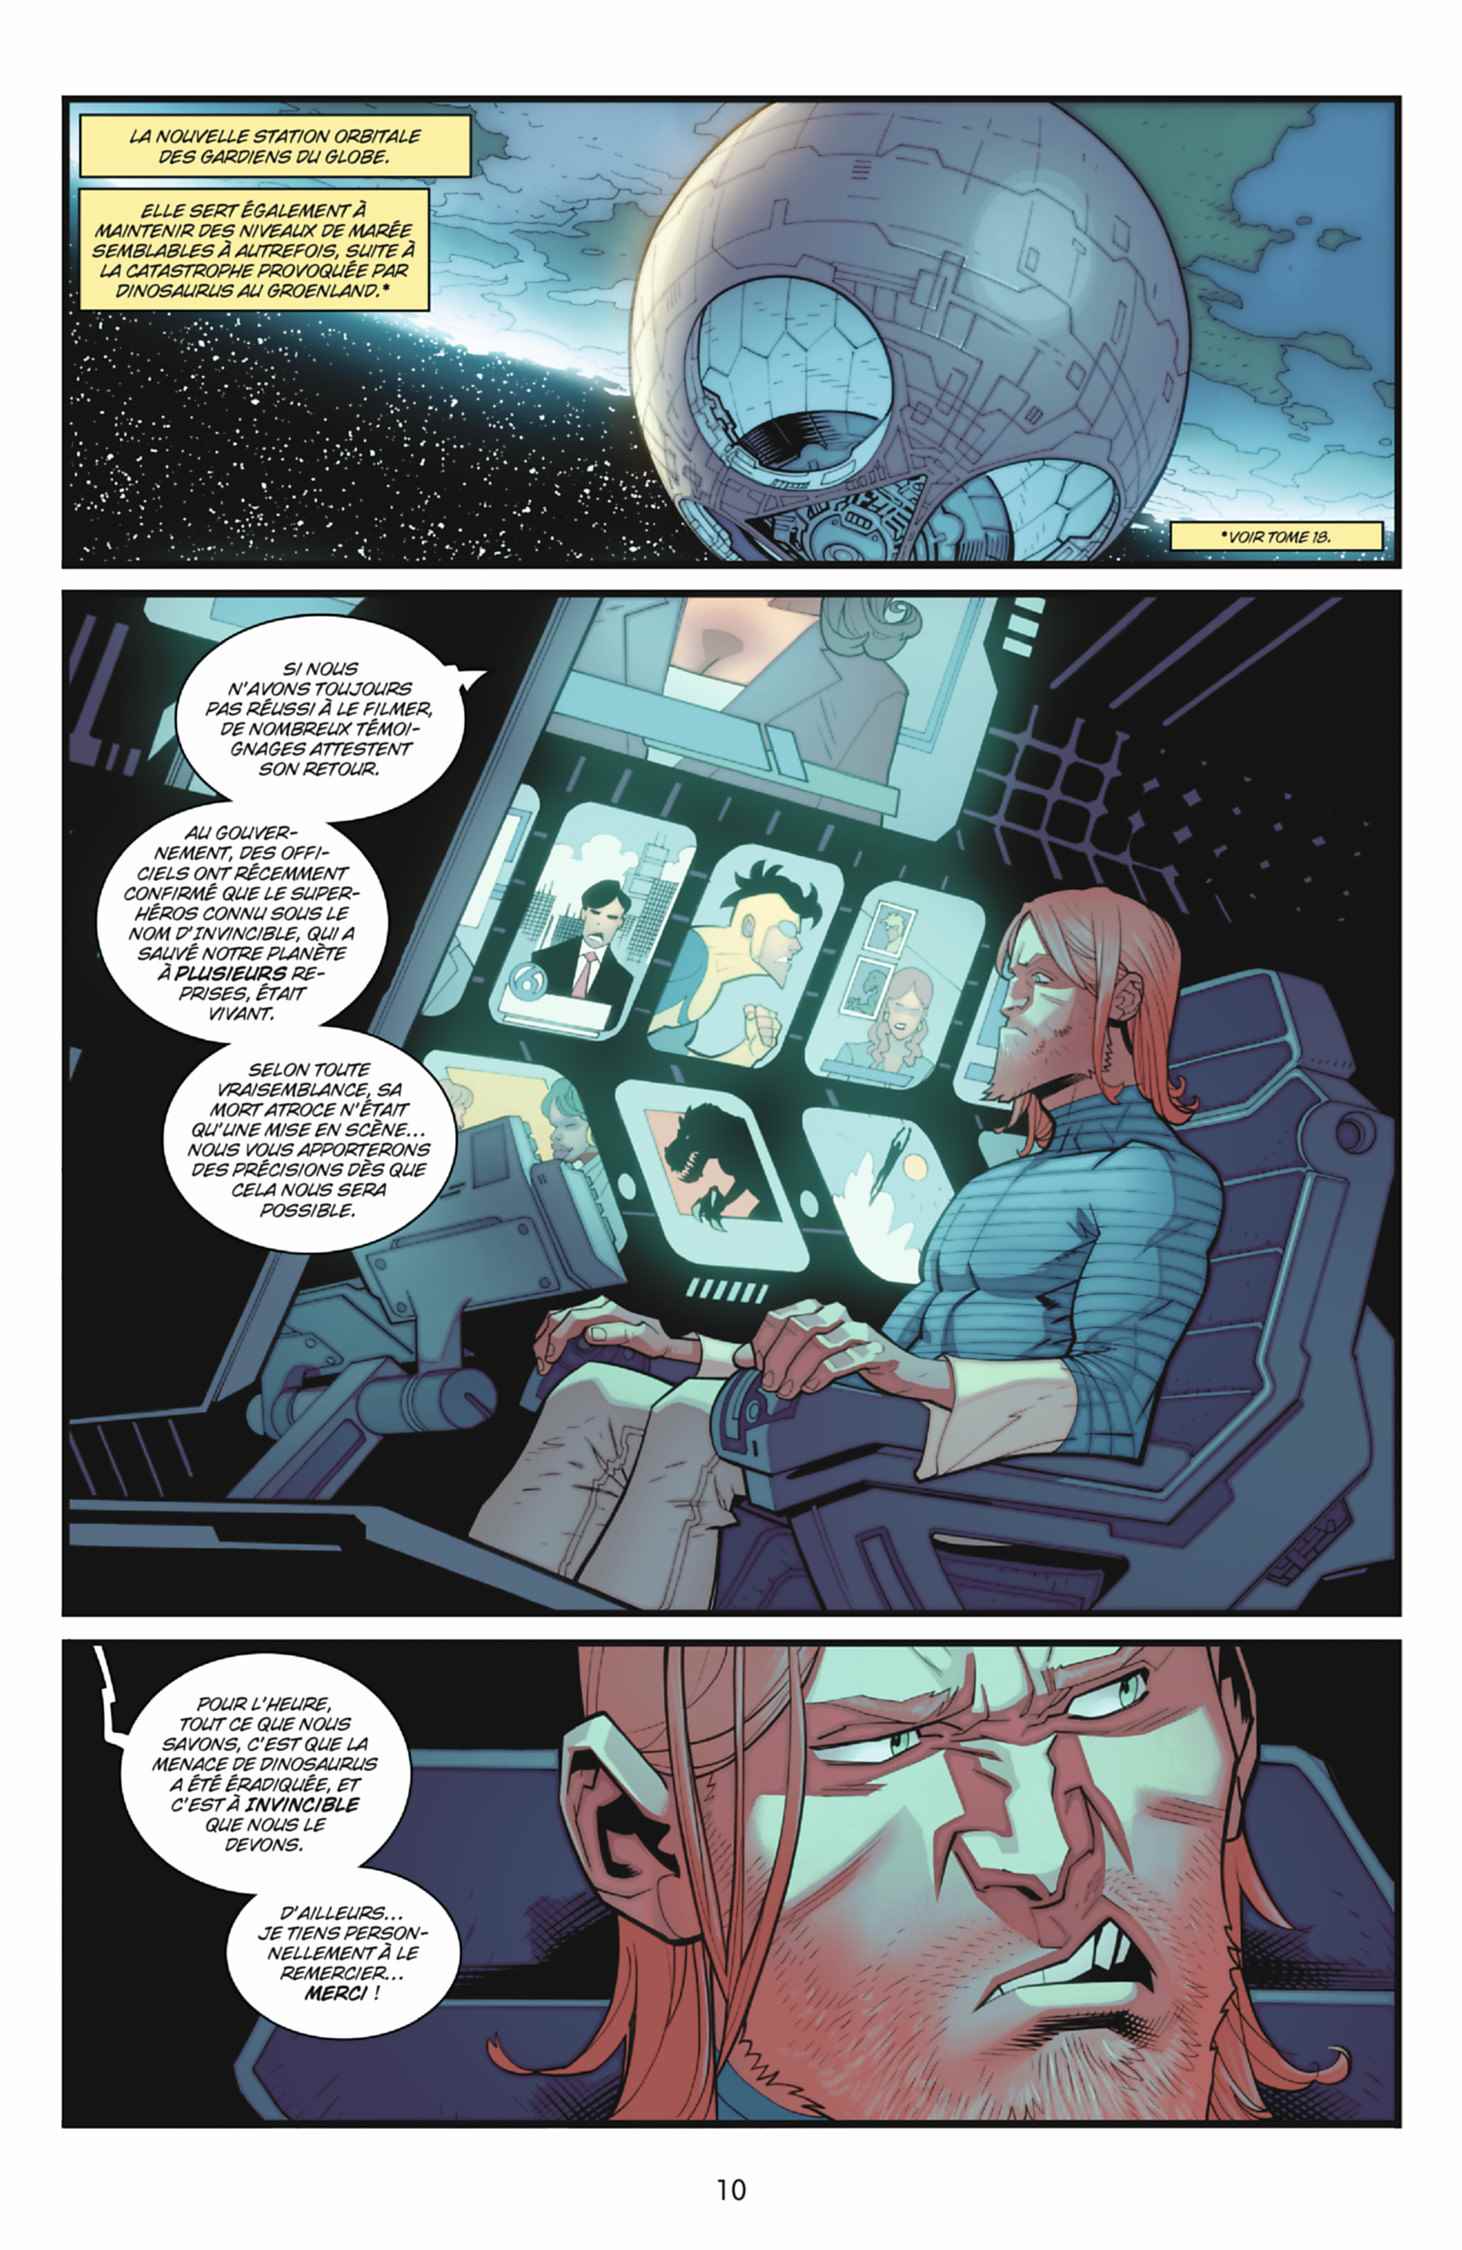 LA NOUVELLE STATION ORBITALE
DES GARDIENS DU GLOBE.
ELLE SERT ÉGALEMENT À
MAINTENIR DES NIVEAUX DE MARÉE
SEMBLABLES À AUTREFOIS, SUITE À
LA CATASTROPHE PROVOQUÉE PAR
DINOSAURUS AU GROENLAND.*
*VOIR TOME 18.
SI NOUS
N'AVONS TOUJOURS
PAS RÉUSSI À LE FILMER,
DE NOMBREUX TÉMOI-
GNAGES ATTESTENT
SON RETOUR.
AU GOUVER-
NEMENT, DES OFFI-
CIELS ONT RÉCEMMENT
CONFIRMÉ QUE LE SUPER-
HÉROS CONNU SOUS LE
NOM D'INVINCIBLE, QUI A
SAUVÉ NOTRE PLANÈTE
À PLUSIEURS RE-
PRISES, ÉTAIT
VIVANT.
SELON TOUTE
VRAISEMBLANCE, SA
MORT ATROCE N'ÉTAIT
QU'UNE MISE EN SCÈNE...
NOUS VOUS APPORTERONS
DES PRÉCISIONS DÈS QUE
CELA NOUS SERA
POSSIBLE.
6
POUR L'HEURE,
TOUT CE QUE NOUS
SAVONS, C'EST QUE LA
MENACE DE DINOSAURUS
A ÉTÉ ÉRADIQUÉE, ET
C'EST À INVINCIBLE
QUE NOUS LE
DEVONS.
D'AILLEURS...
JE TIENS PERSON-
NELLEMENT À LE
REMERCIER...
MERCI !
10